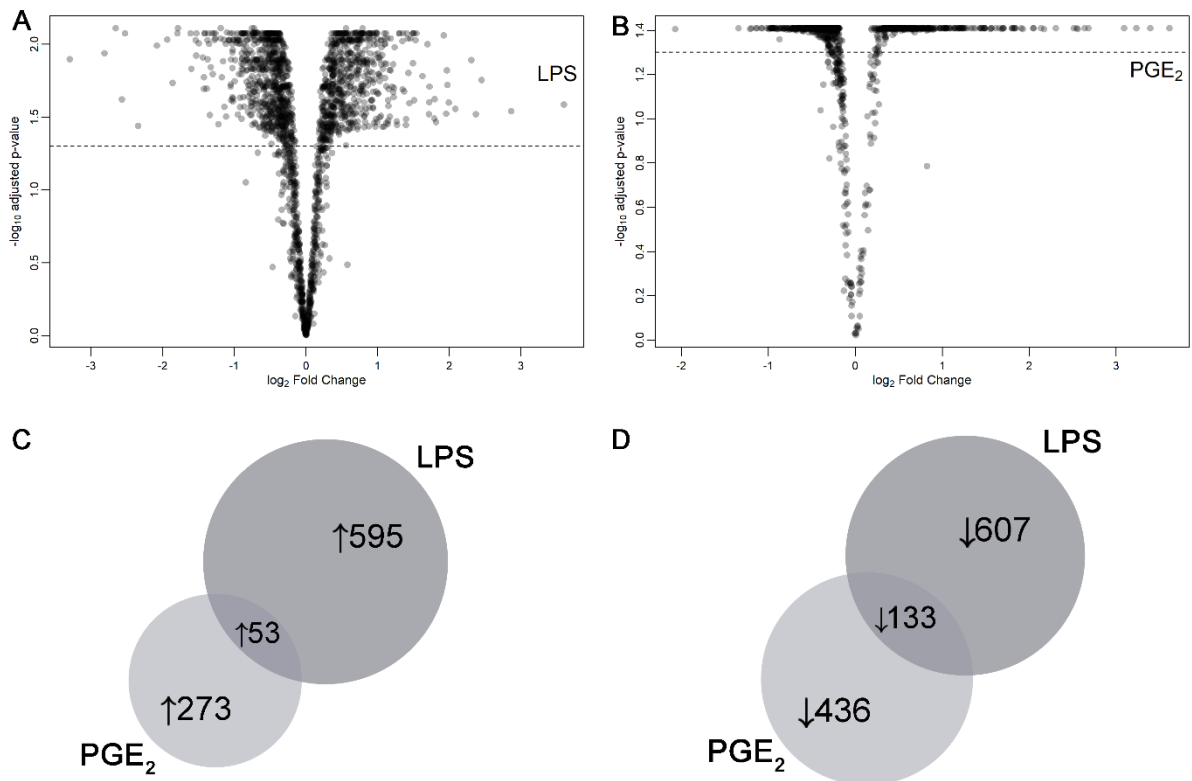 A
LPS
-log₁₀ adjusted p-value
2.0
1.5
1.0
0.5
0.0
-3 -2 -1 0 1 2 3
log₂ Fold Change
B
PGE₂
-log₁₀ adjusted p-value
1.4
1.2
1.0
0.8
0.6
0.4
0.2
0.0
-2 -1 0 1 2 3
log₂ Fold Change
C
LPS
↑595
↑53
↑273
PGE₂
D
LPS
↓607
↓133
↓436
PGE₂